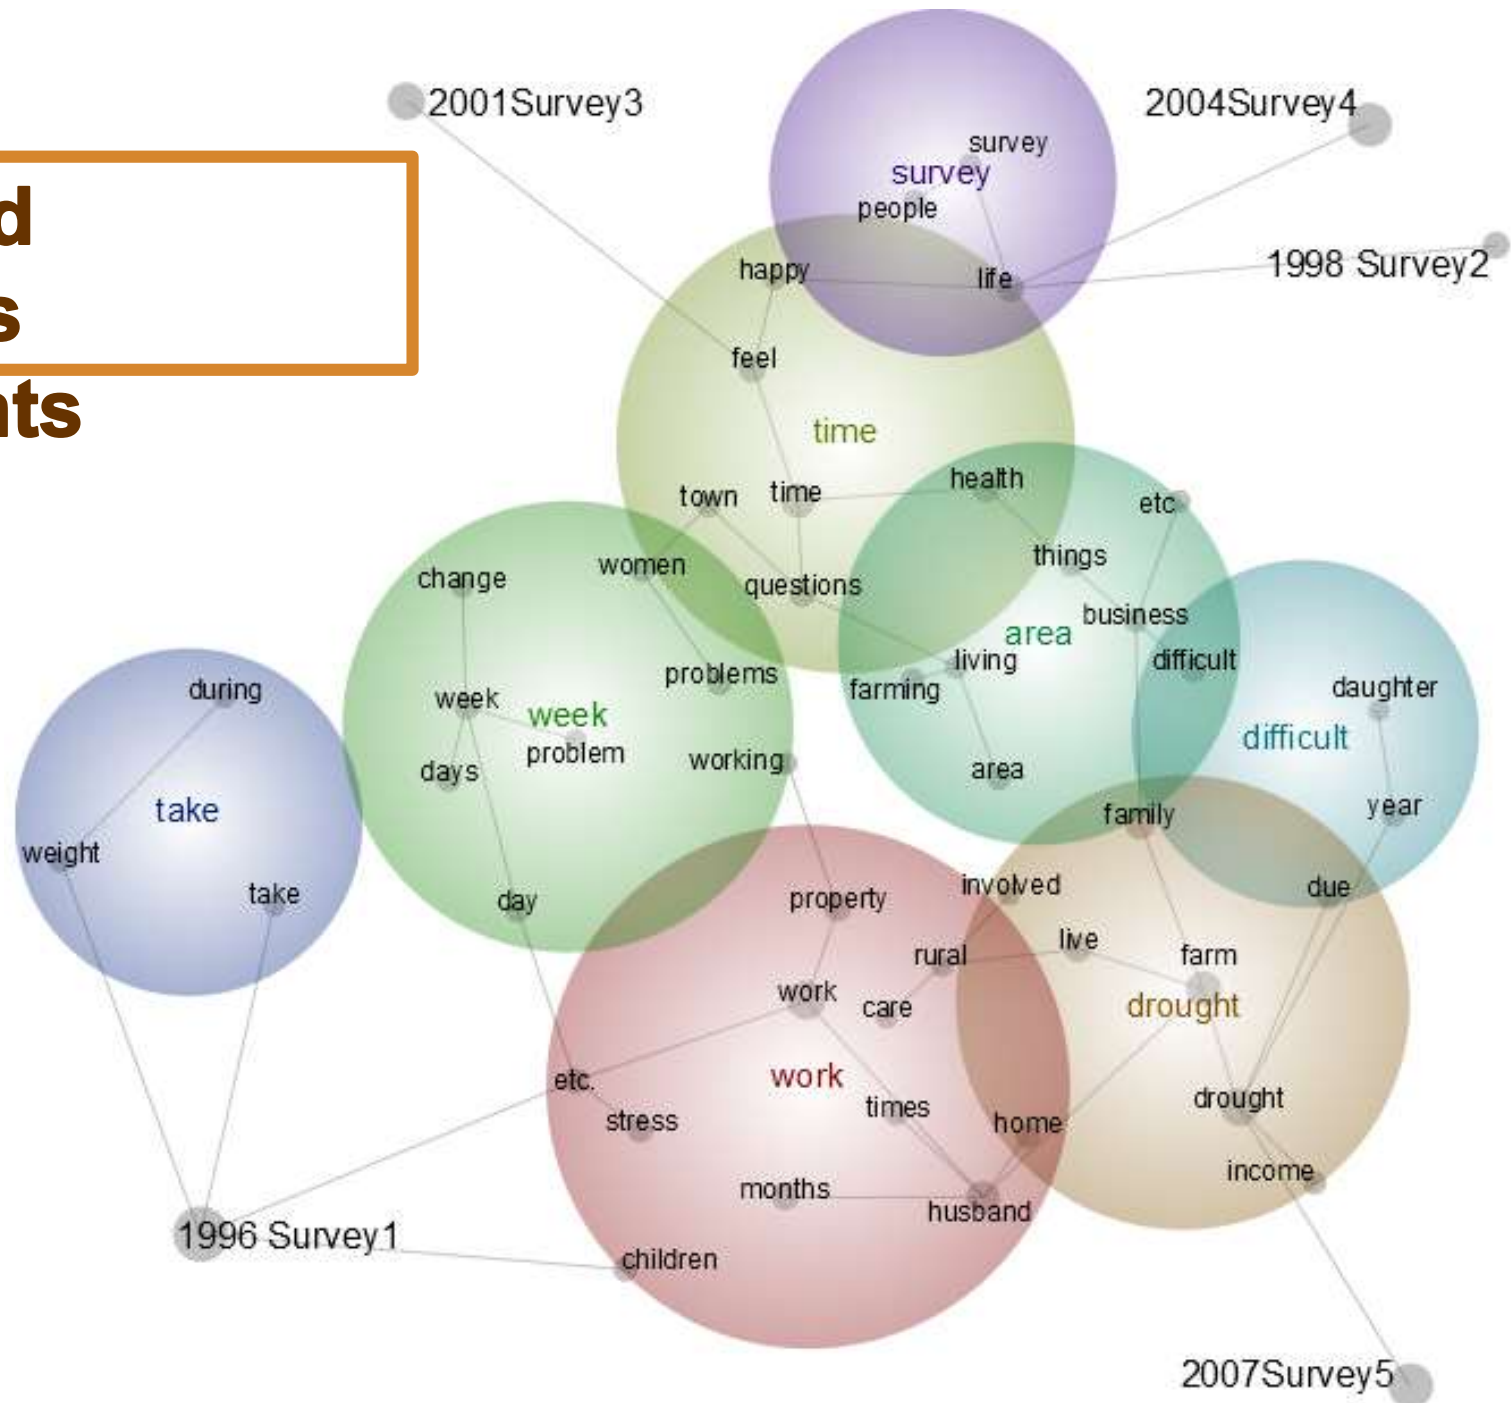 2001Survey3
2004Survey4
survey
survey
people
d
s
nts
happy
life
1998 Survey2
feel
time
town
time
health
etc
women
change
questions
things
business
area
living
difficult
farming
problems
during
week
week
problem
days
working
area
daughter
difficult
year
take
weight
take
day
property
family
involved
due
rural
live
farm
work
care
drought
work
etc.
stress
times
home
drought
income
months
husband
1996 Survey1
children
2007Survey5